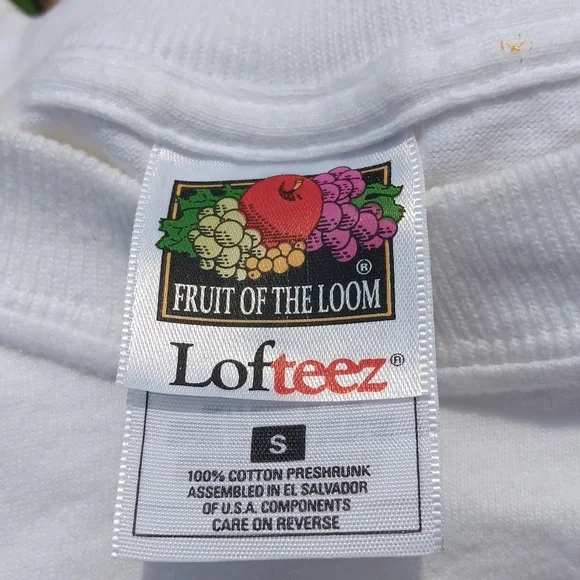 ®
FRUIT OF THE LOOM
Lofteez®
S
100% COTTON PRESHRUNK
ASSEMBLED IN EL SALVADOR
OF U.S.A. COMPONENTS
CARE ON REVERSE